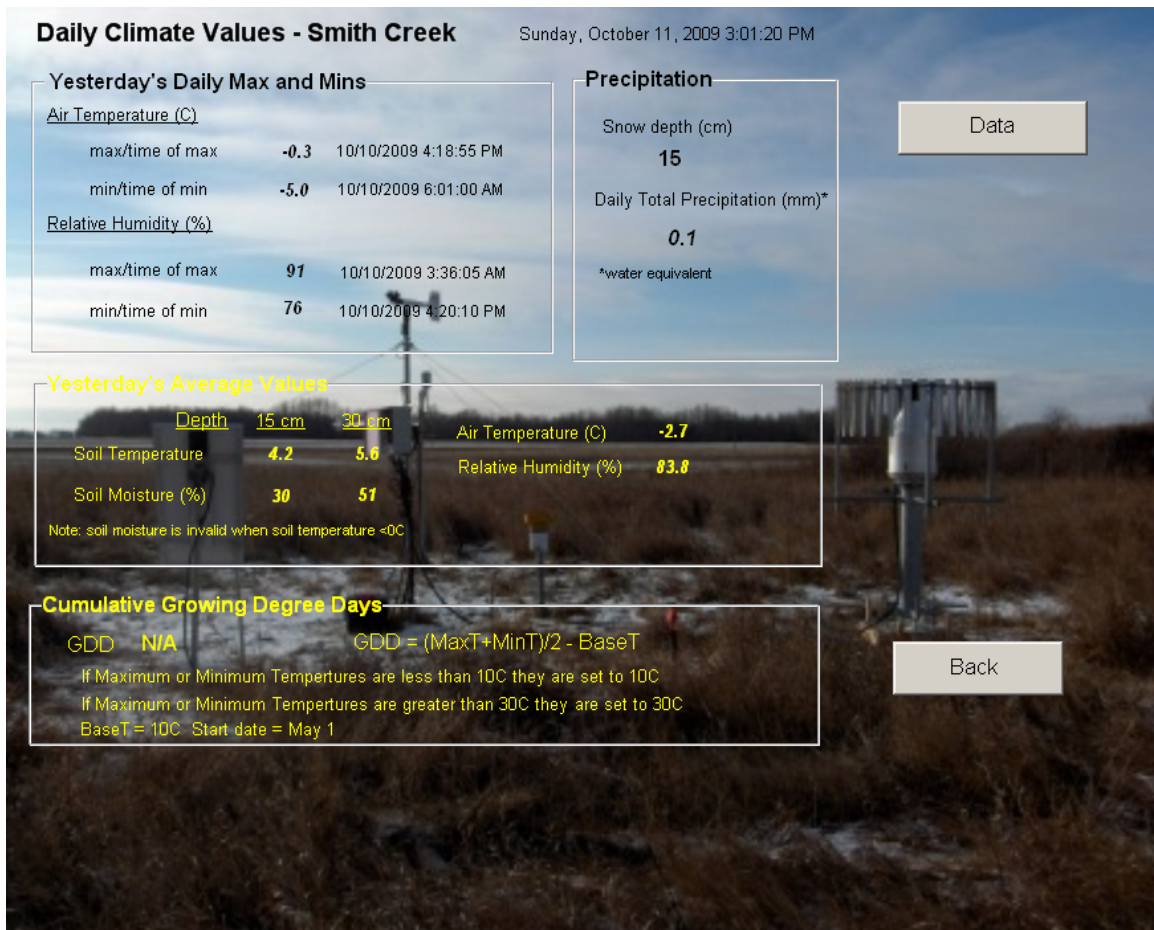 Daily Climate Values - Smith Creek    Sunday, October 11, 2009 3:01:20 PM
Yesterday's Daily Max and Mins
Air Temperature (C)
max/time of max    -0.3    10/10/2009 4:18:55 PM
min/time of min    -5.0    10/10/2009 6:01:00 AM
Relative Humidity (%)
max/time of max    91    10/10/2009 3:36:05 AM
min/time of min    76    10/10/2009 4:20:10 PM
Precipitation
Snow depth (cm)
15
Daily Total Precipitation (mm)*
0.1
*water equivalent
Data
Yesterday's Average Values
Depth    15 cm    30 cm
Soil Temperature    4.2    5.6
Soil Moisture (%)    30    51
Note: soil moisture is invalid when soil temperature <0C
Air Temperature (C)    -2.7
Relative Humidity (%)    83.8
Cumulative Growing Degree Days
GDD    N/A    GDD = (MaxT+MinT)/2 - BaseT
If Maximum or Minimum Tempertures are less than 10C they are set to 10C
If Maximum or Minimum Tempertures are greater than 30C they are set to 30C
BaseT = 10C  Start date = May 1
Back